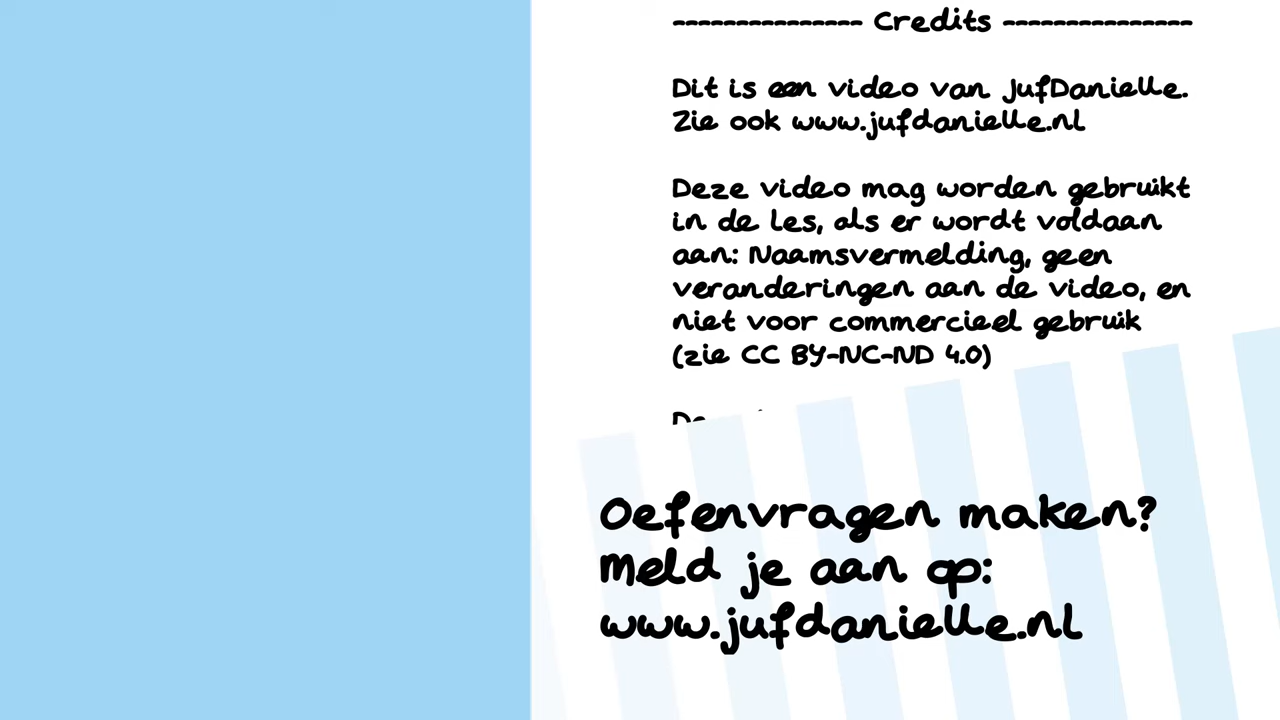 --------------- Credits ---------------
Dit is een video van JufDanielle.
Zie ook www.jufdanielle.nl
Deze video mag worden gebruikt
in de les, als er wordt voldaan
aan: Naamsvermelding, geen
veranderingen aan de video, en
niet voor commercieel gebruik
(zie CC BY-NC-ND 4.0)
Oefenvragen maken?
Meld je aan op:
www.jufdanielle.nl